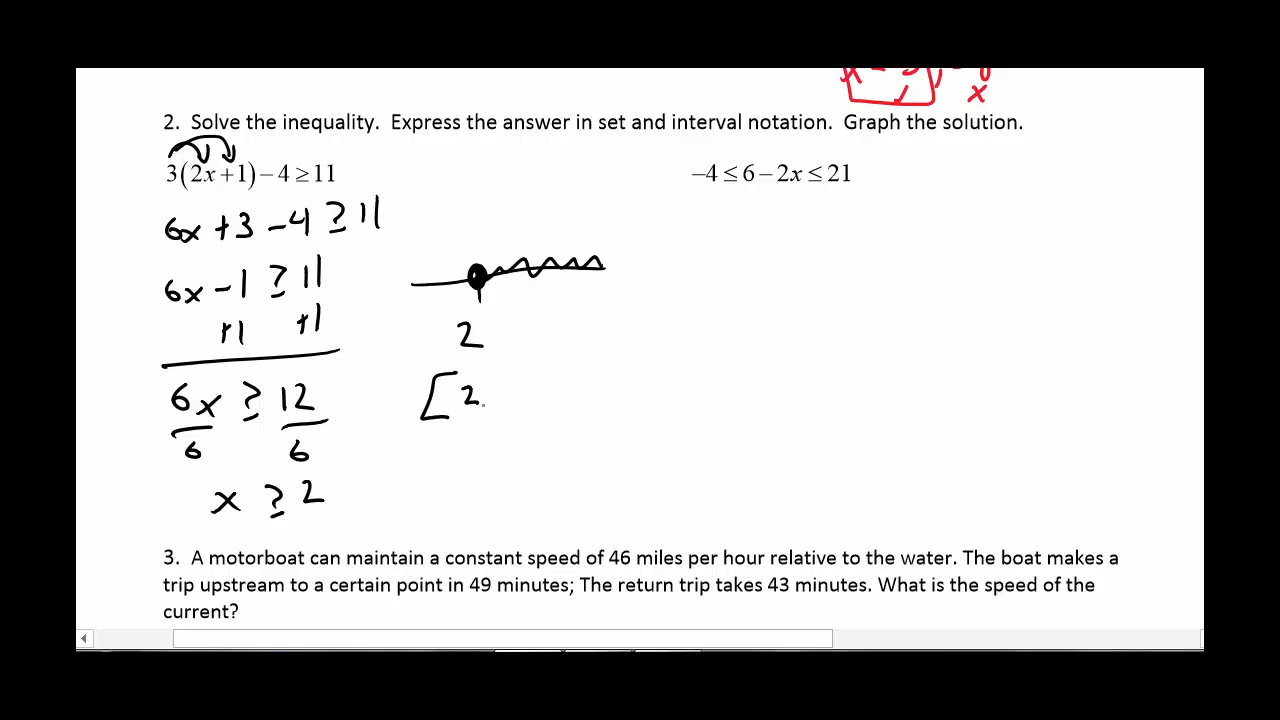 2. Solve the inequality. Express the answer in set and interval notation. Graph the solution.
3(2x+1)−4≥11
6x +3 −4 ≥ 11
6x −1 ≥ 11
+1 +1
6x ≥ 12
6 6
x ≥ 2
2
[2,
−4≤6−2x≤21
3. A motorboat can maintain a constant speed of 46 miles per hour relative to the water. The boat makes a
trip upstream to a certain point in 49 minutes; The return trip takes 43 minutes. What is the speed of the
current?